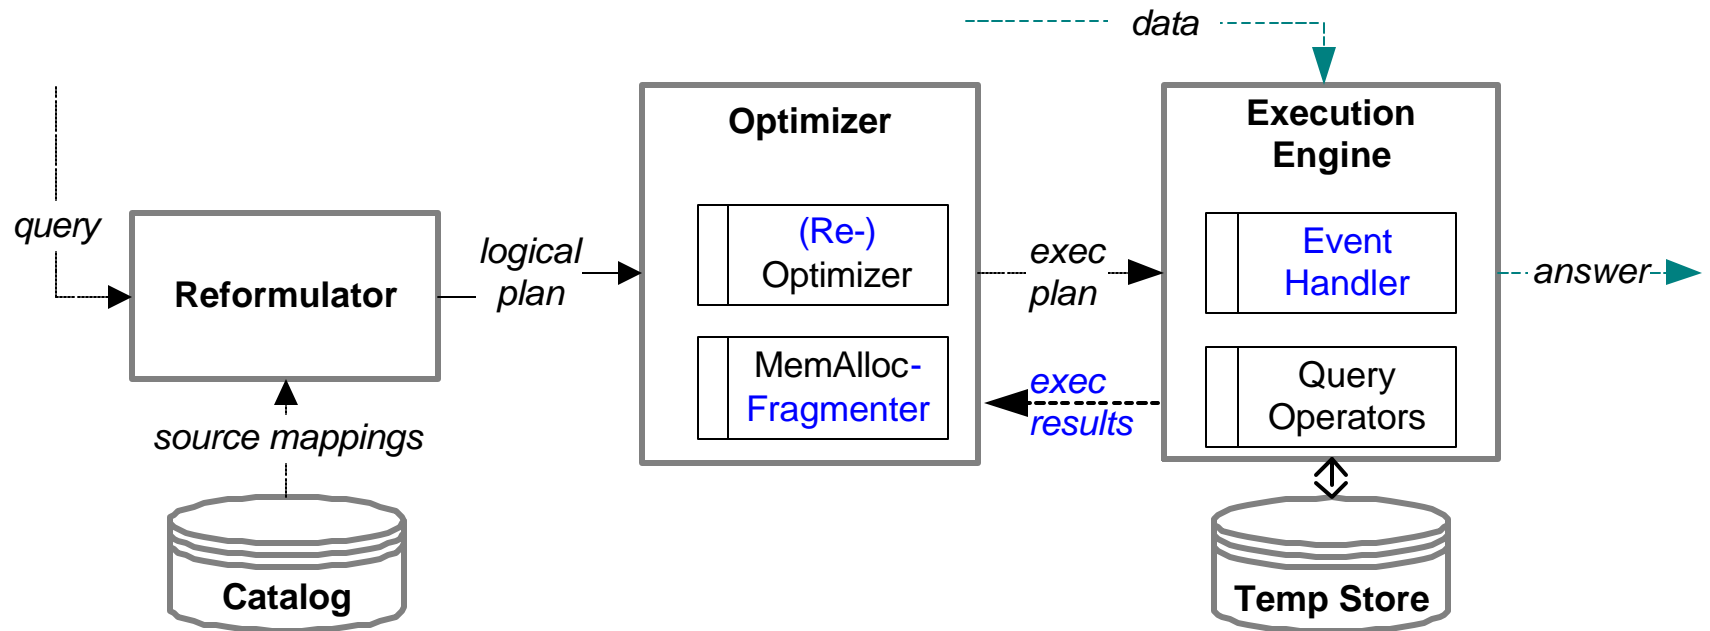 data
query
Reformulator
source mappings
Catalog
logical
plan
Optimizer
(Re-)
Optimizer
MemAlloc-
Fragmenter
exec
plan
exec
results
Execution
Engine
Event
Handler
Query
Operators
Temp Store
answer